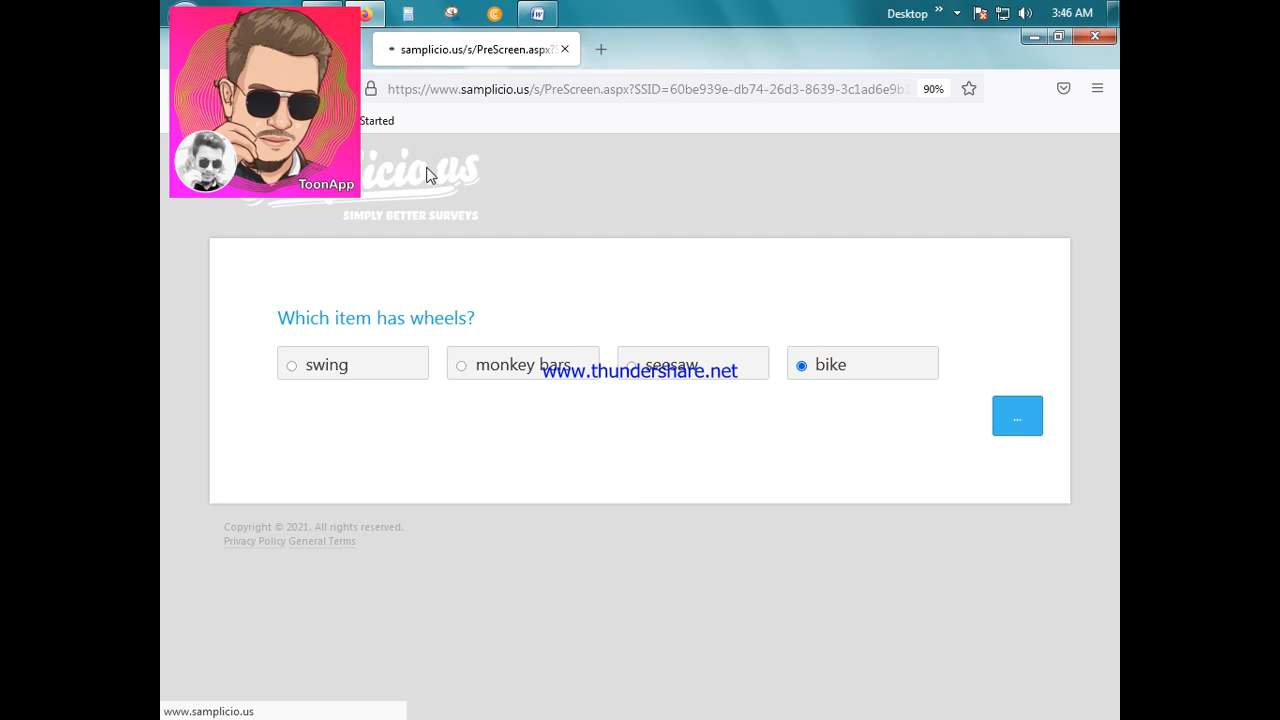 Desktop
»
3:46 AM
samplicio.us/s/PreScreen.aspx?
https://www.samplicio.us/s/PreScreen.aspx?SSID=60be939e-db74-26d3-8639-3c1ad6e9b
90%
Started
ToonApp
SIMPLY BETTER SURVEYS
Which item has wheels?
swing
monkey bars
seesaw
bike
www.thundershare.net
...
Copyright © 2021. All rights reserved.
Privacy Policy General Terms
www.samplicio.us